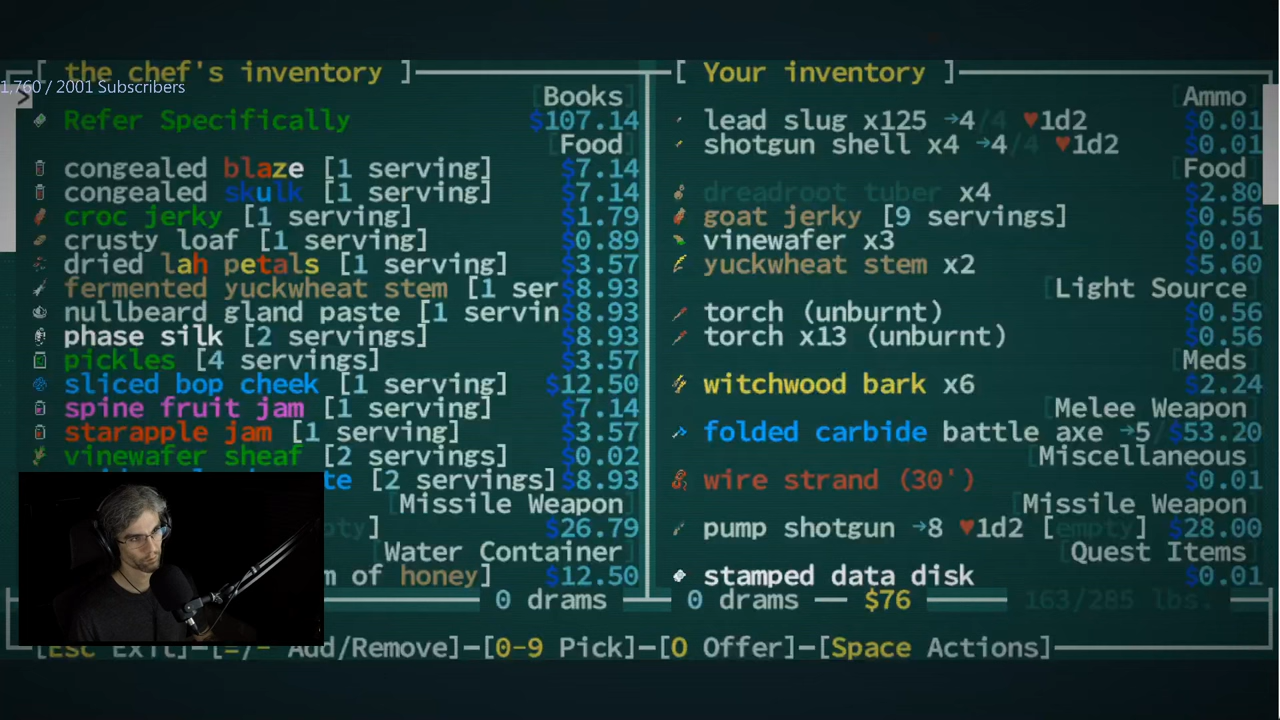 [ the chef's inventory ]
1,760 / 2001 Subscribers
>
[Books]
Refer Specifically $107.14
[Food]
congealed blaze [1 serving] $7.14
congealed skulk [1 serving] $7.14
croc jerky [1 serving] $1.79
crusty loaf [1 serving] $0.89
dried lah petals [1 serving] $3.57
fermented yuckwheat stem [1 ser $8.93
nullbeard gland paste [1 servin $8.93
phase silk [2 servings] $8.93
pickles [4 servings] $3.57
sliced bop cheek [1 serving] $12.50
spine fruit jam [1 serving] $7.14
starapple jam [1 serving] $3.57
vinewafer sheaf [2 servings] $0.02
te [2 servings] $8.93
[Missile Weapon]
] $26.79
[Water Container]
m of honey] $12.50
0 drams
[ Your inventory ]
[Ammo]
lead slug x125 →4/4 ♥1d2 $0.01
shotgun shell x4 →4/4 ♥1d2 $0.01
[Food]
dreadroot tuber x4 $2.80
goat jerky [9 servings] $0.56
vinewafer x3 $0.01
yuckwheat stem x2 $5.60
[Light Source]
torch (unburnt) $0.56
torch x13 (unburnt) $0.56
[Meds]
witchwood bark x6 $2.24
[Melee Weapon]
folded carbide battle axe →5/ $53.20
[Miscellaneous]
wire strand (30') $0.01
[Missile Weapon]
pump shotgun →8 ♥1d2 [empty] $28.00
[Quest Items]
stamped data disk $0.01
0 drams — $76 163/285 lbs.
[ESC Exit]—[=/- Add/Remove]—[0-9 Pick]—[O Offer]—[Space Actions]